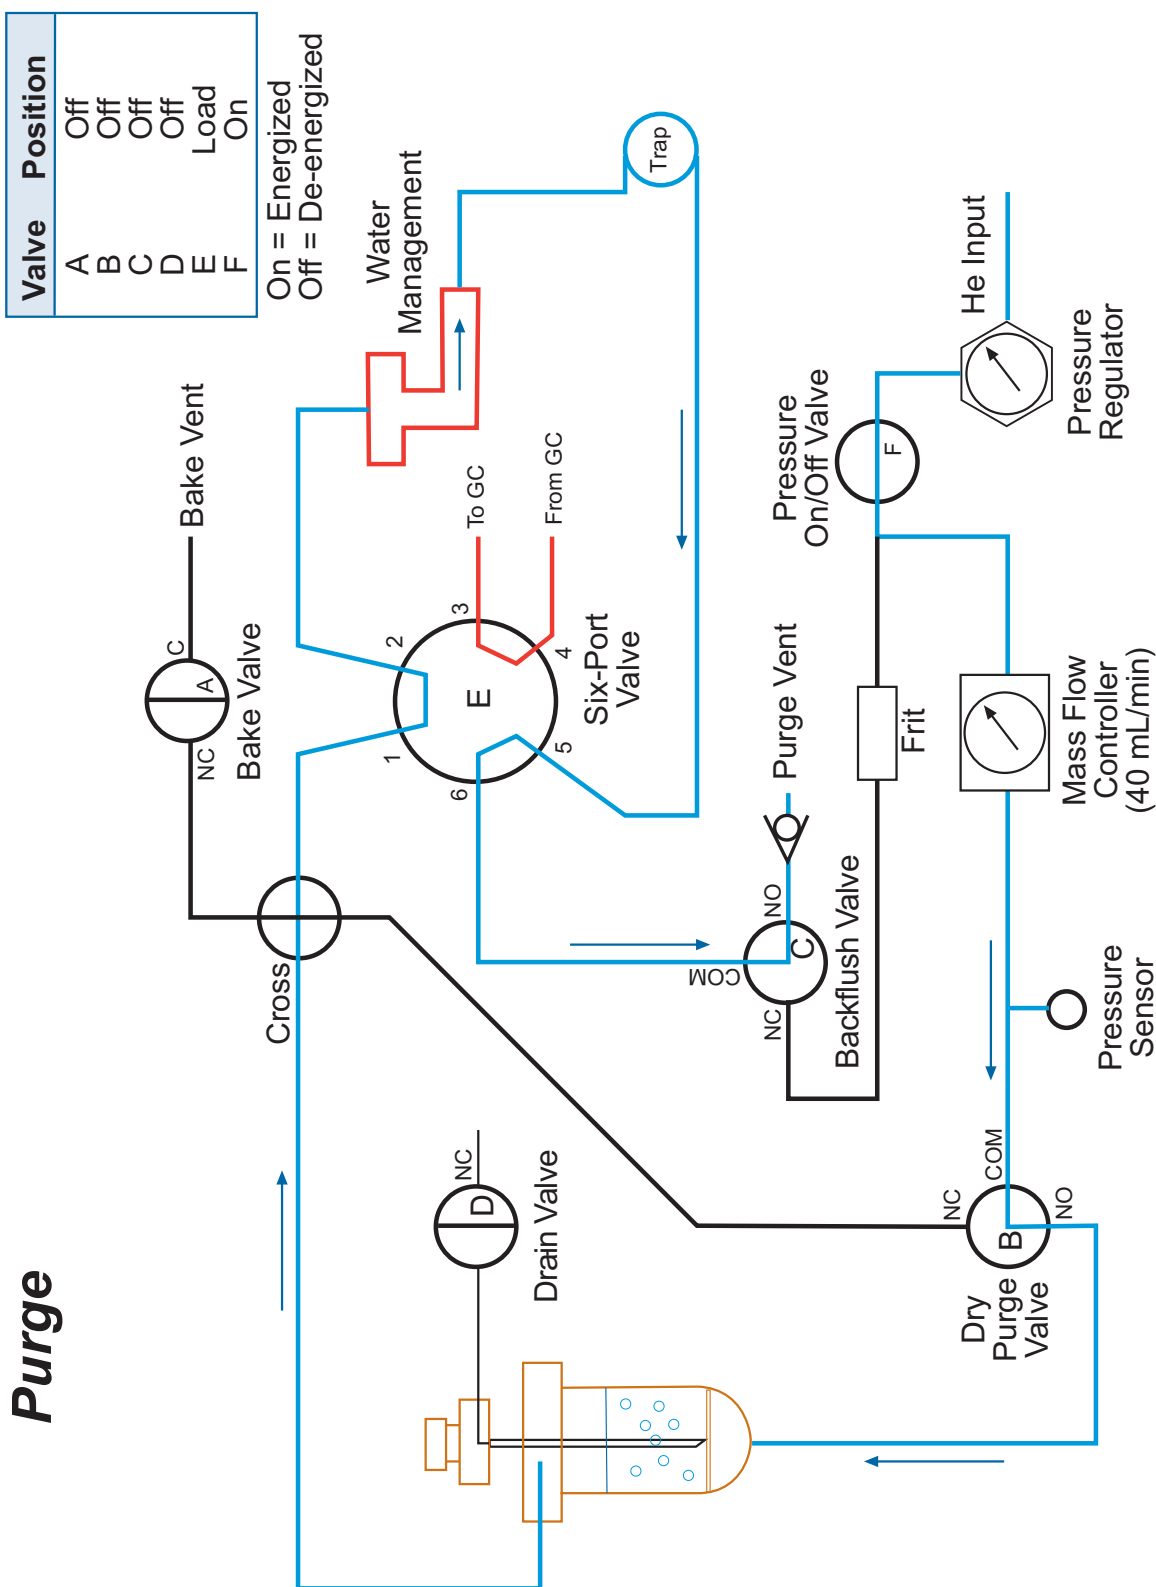 Purge
Valve Position
A Off
B Off
C Off
D Off
E Load
F On
On = Energized
Off = De-energized
Bake Vent
C
A
NC
Bake Valve
Water
Management
Cross
1
2
3
4
5
6
E
To GC
From GC
Six-Port
Valve
Trap
NC
D
Drain Valve
Purge Vent
NO
COM
C
NC
Backflush Valve
Pressure
On/Off Valve
F
Frit
He Input
Pressure
Regulator
Mass Flow
Controller
(40 mL/min)
Pressure
Sensor
NC
COM
B
NO
Dry
Purge
Valve